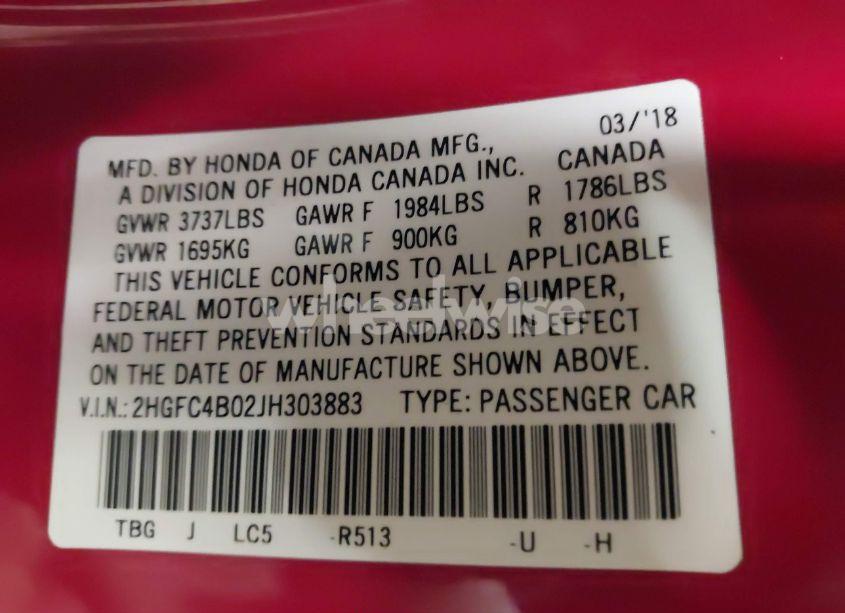 03/'18
MFD. BY HONDA OF CANADA MFG.,
A DIVISION OF HONDA CANADA INC. CANADA
GVWR 3737LBS GAWR F 1984LBS R 1786LBS
GVWR 1695KG GAWR F 900KG R 810KG
THIS VEHICLE CONFORMS TO ALL APPLICABLE
FEDERAL MOTOR VEHICLE SAFETY, BUMPER,
wheelwise
AND THEFT PREVENTION STANDARDS IN EFFECT
ON THE DATE OF MANUFACTURE SHOWN ABOVE.
V.I.N.: 2HGFC4B02JH303883 TYPE: PASSENGER CAR
TBG J LC5 -R513 -U -H